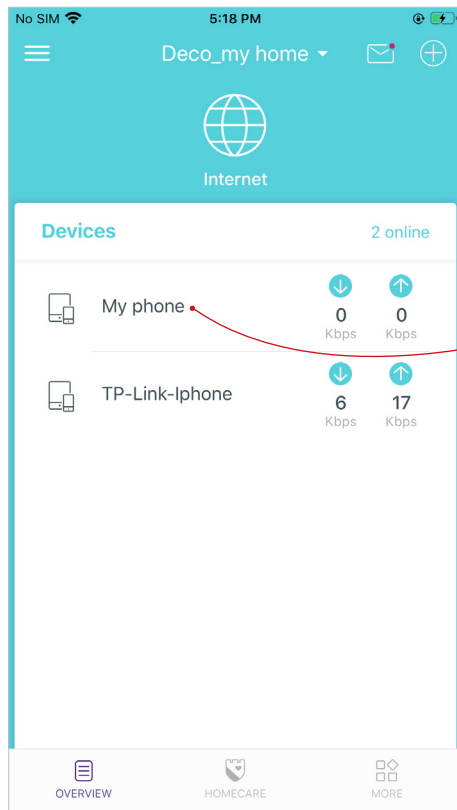 No SIM 5:18 PM
Deco_my home
Internet
Devices 2 online
My phone 0 Kbps 0 Kbps
TP-Link-Iphone 6 Kbps 17 Kbps
OVERVIEW HOMECARE MORE